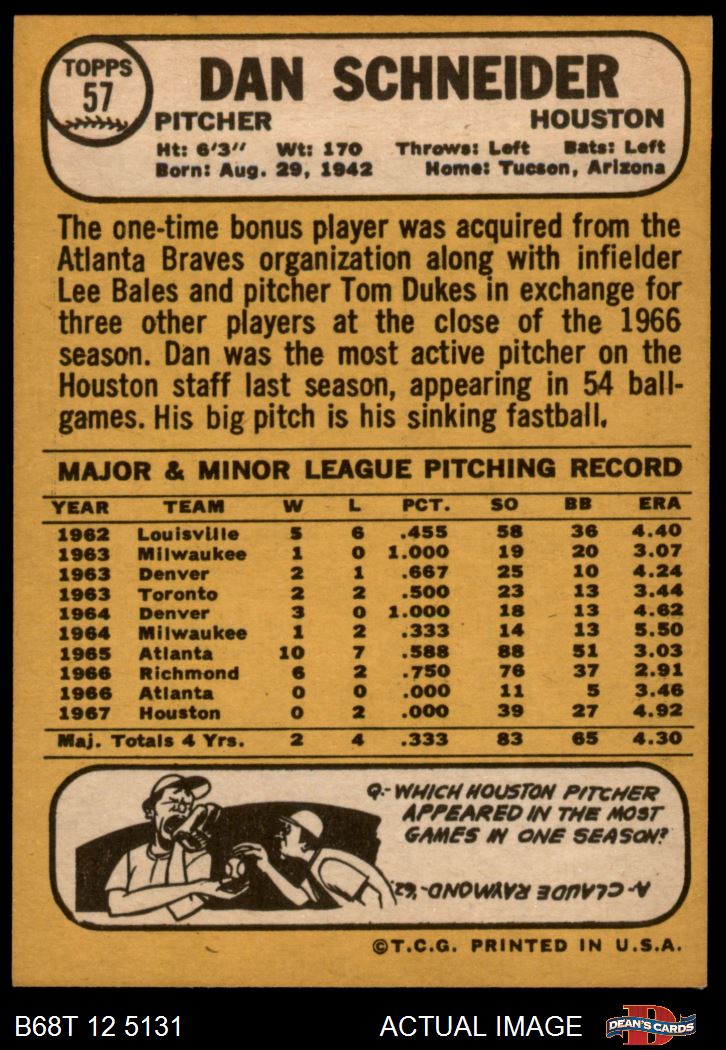 TOPPS
57
DAN SCHNEIDER
PITCHER HOUSTON
Ht: 6'3" Wt: 170 Throws: Left Bats: Left
Born: Aug. 29, 1942 Home: Tucson, Arizona
The one-time bonus player was acquired from the
Atlanta Braves organization along with infielder
Lee Bales and pitcher Tom Dukes in exchange for
three other players at the close of the 1966
season. Dan was the most active pitcher on the
Houston staff last season, appearing in 54 ball-
games. His big pitch is his sinking fastball.
MAJOR & MINOR LEAGUE PITCHING RECORD
YEAR TEAM W L PCT. SO BB ERA
1962 Louisville 5 6 .455 58 36 4.40
1963 Milwaukee 1 0 1.000 19 20 3.07
1963 Denver 2 1 .667 25 10 4.24
1963 Toronto 2 2 .500 23 13 3.44
1964 Denver 3 0 1.000 18 13 4.62
1964 Milwaukee 1 2 .333 14 13 5.50
1965 Atlanta 10 7 .588 88 51 3.03
1966 Richmond 6 2 .750 76 37 2.91
1966 Atlanta 0 0 .000 11 5 3.46
1967 Houston 0 2 .000 39 27 4.92
Maj. Totals 4 Yrs. 2 4 .333 83 65 4.30
Q.- WHICH HOUSTON PITCHER
APPEARED IN THE MOST
GAMES IN ONE SEASON?
A- CLAUDE RAYMOND-'62.
©T.C.G. PRINTED IN U.S.A.
B68T 12 5131 ACTUAL IMAGE D DEAN'S CARDS